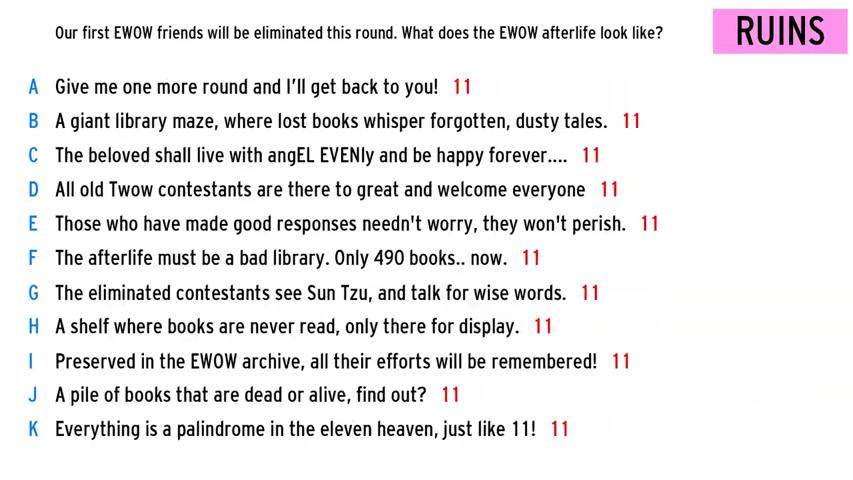 Our first EWOW friends will be eliminated this round. What does the EWOW afterlife look like?
RUINS
A Give me one more round and I'll get back to you! 11
B A giant library maze, where lost books whisper forgotten, dusty tales. 11
C The beloved shall live with angEL EVENly and be happy forever.... 11
D All old Twow contestants are there to great and welcome everyone 11
E Those who have made good responses needn't worry, they won't perish. 11
F The afterlife must be a bad library. Only 490 books.. now. 11
G The eliminated contestants see Sun Tzu, and talk for wise words. 11
H A shelf where books are never read, only there for display. 11
I Preserved in the EWOW archive, all their efforts will be remembered! 11
J A pile of books that are dead or alive, find out? 11
K Everything is a palindrome in the eleven heaven, just like 11! 11